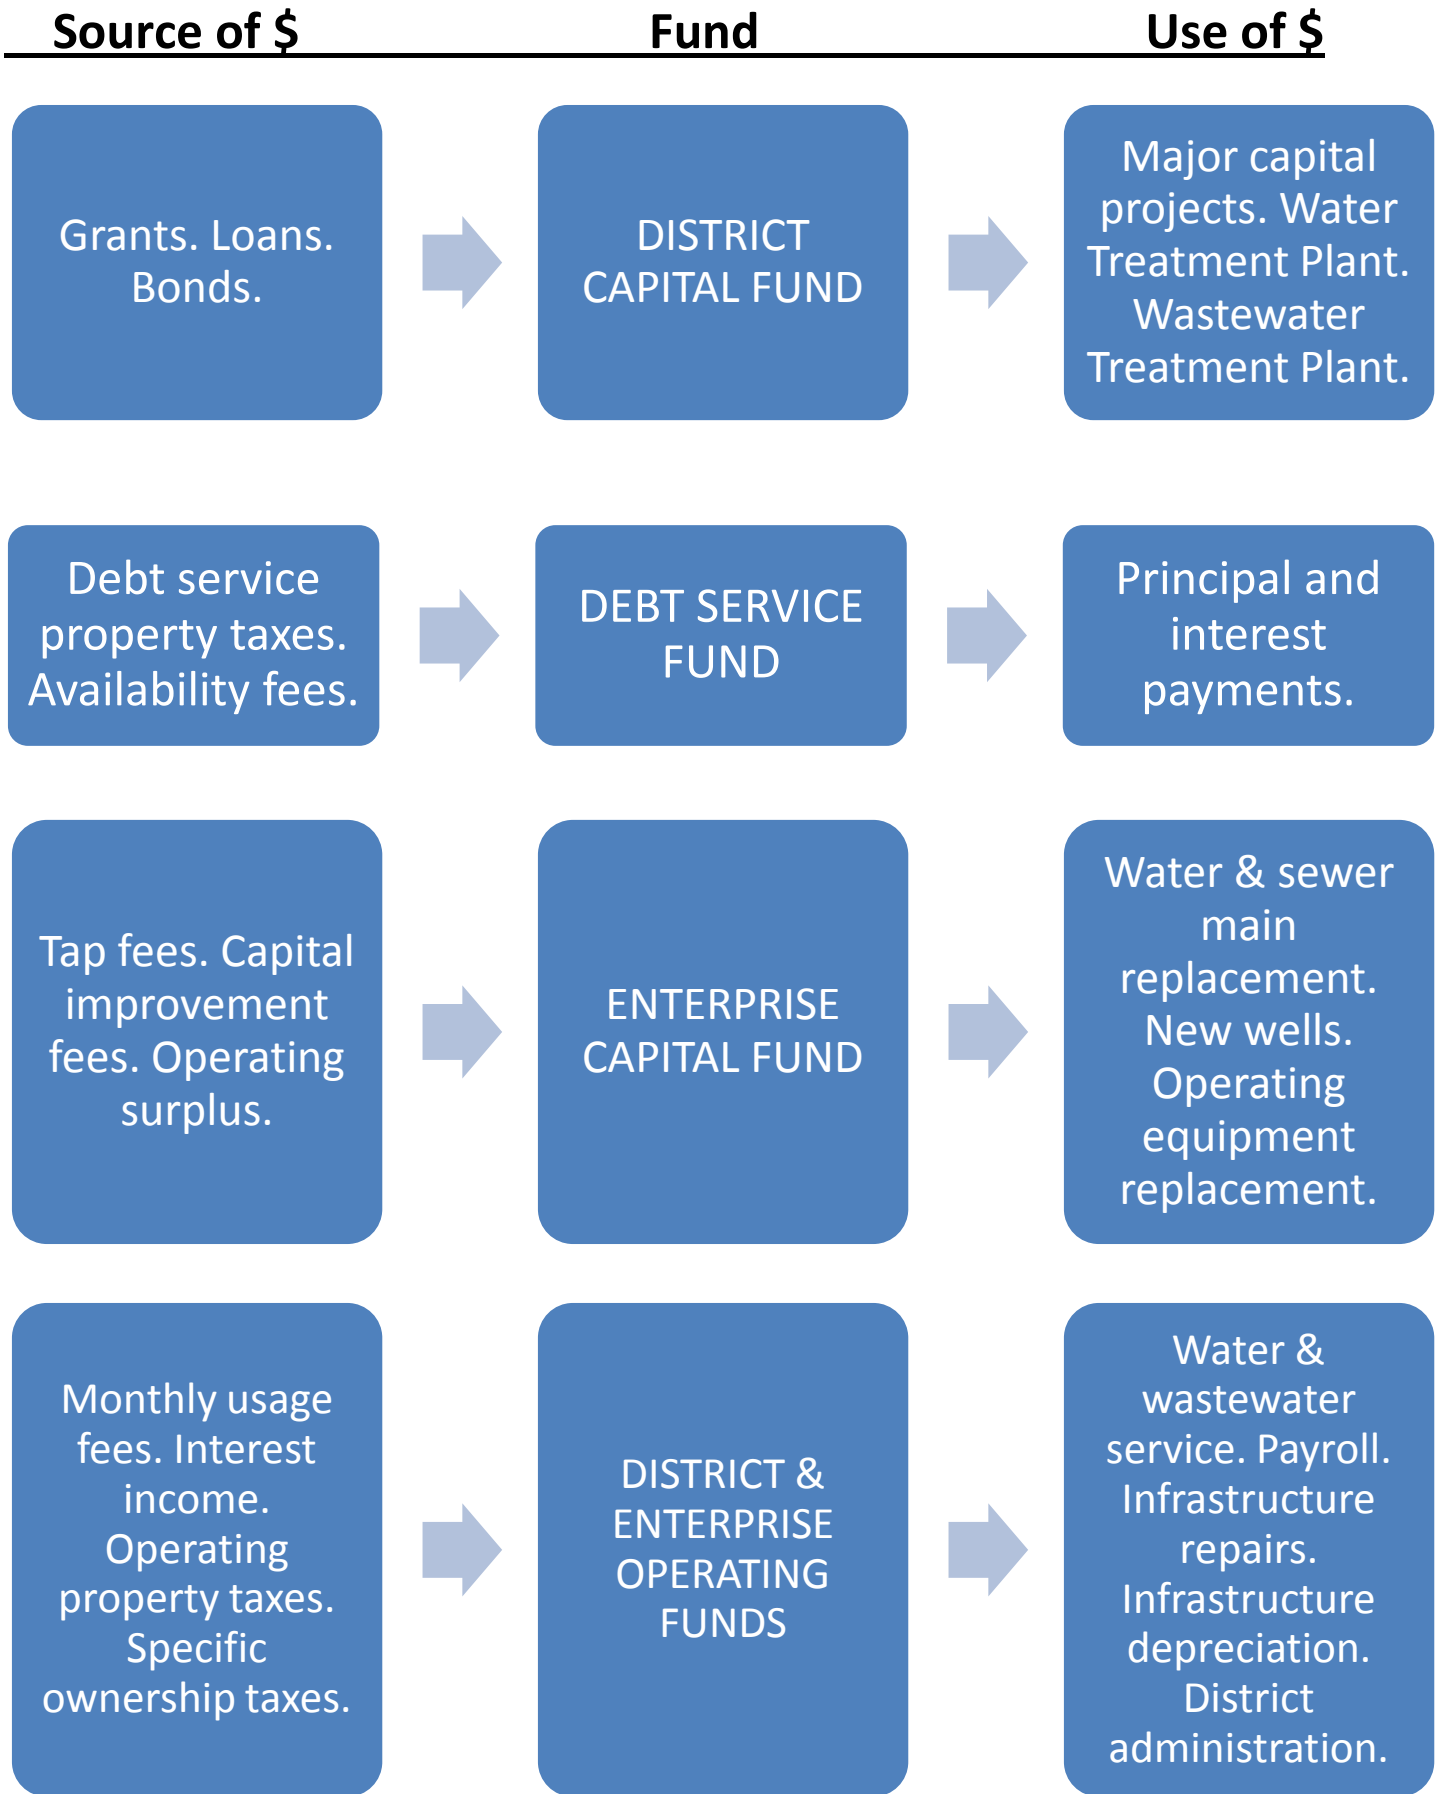 Source of $
Fund
Use of $
Grants. Loans.
Bonds.
DISTRICT
CAPITAL FUND
Major capital
projects. Water
Treatment Plant.
Wastewater
Treatment Plant.
Debt service
property taxes.
Availability fees.
DEBT SERVICE
FUND
Principal and
interest
payments.
Tap fees. Capital
improvement
fees. Operating
surplus.
ENTERPRISE
CAPITAL FUND
Water & sewer
main
replacement.
New wells.
Operating
equipment
replacement.
Monthly usage
fees. Interest
income.
Operating
property taxes.
Specific
ownership taxes.
DISTRICT &
ENTERPRISE
OPERATING
FUNDS
Water &
wastewater
service. Payroll.
Infrastructure
repairs.
Infrastructure
depreciation.
District
administration.